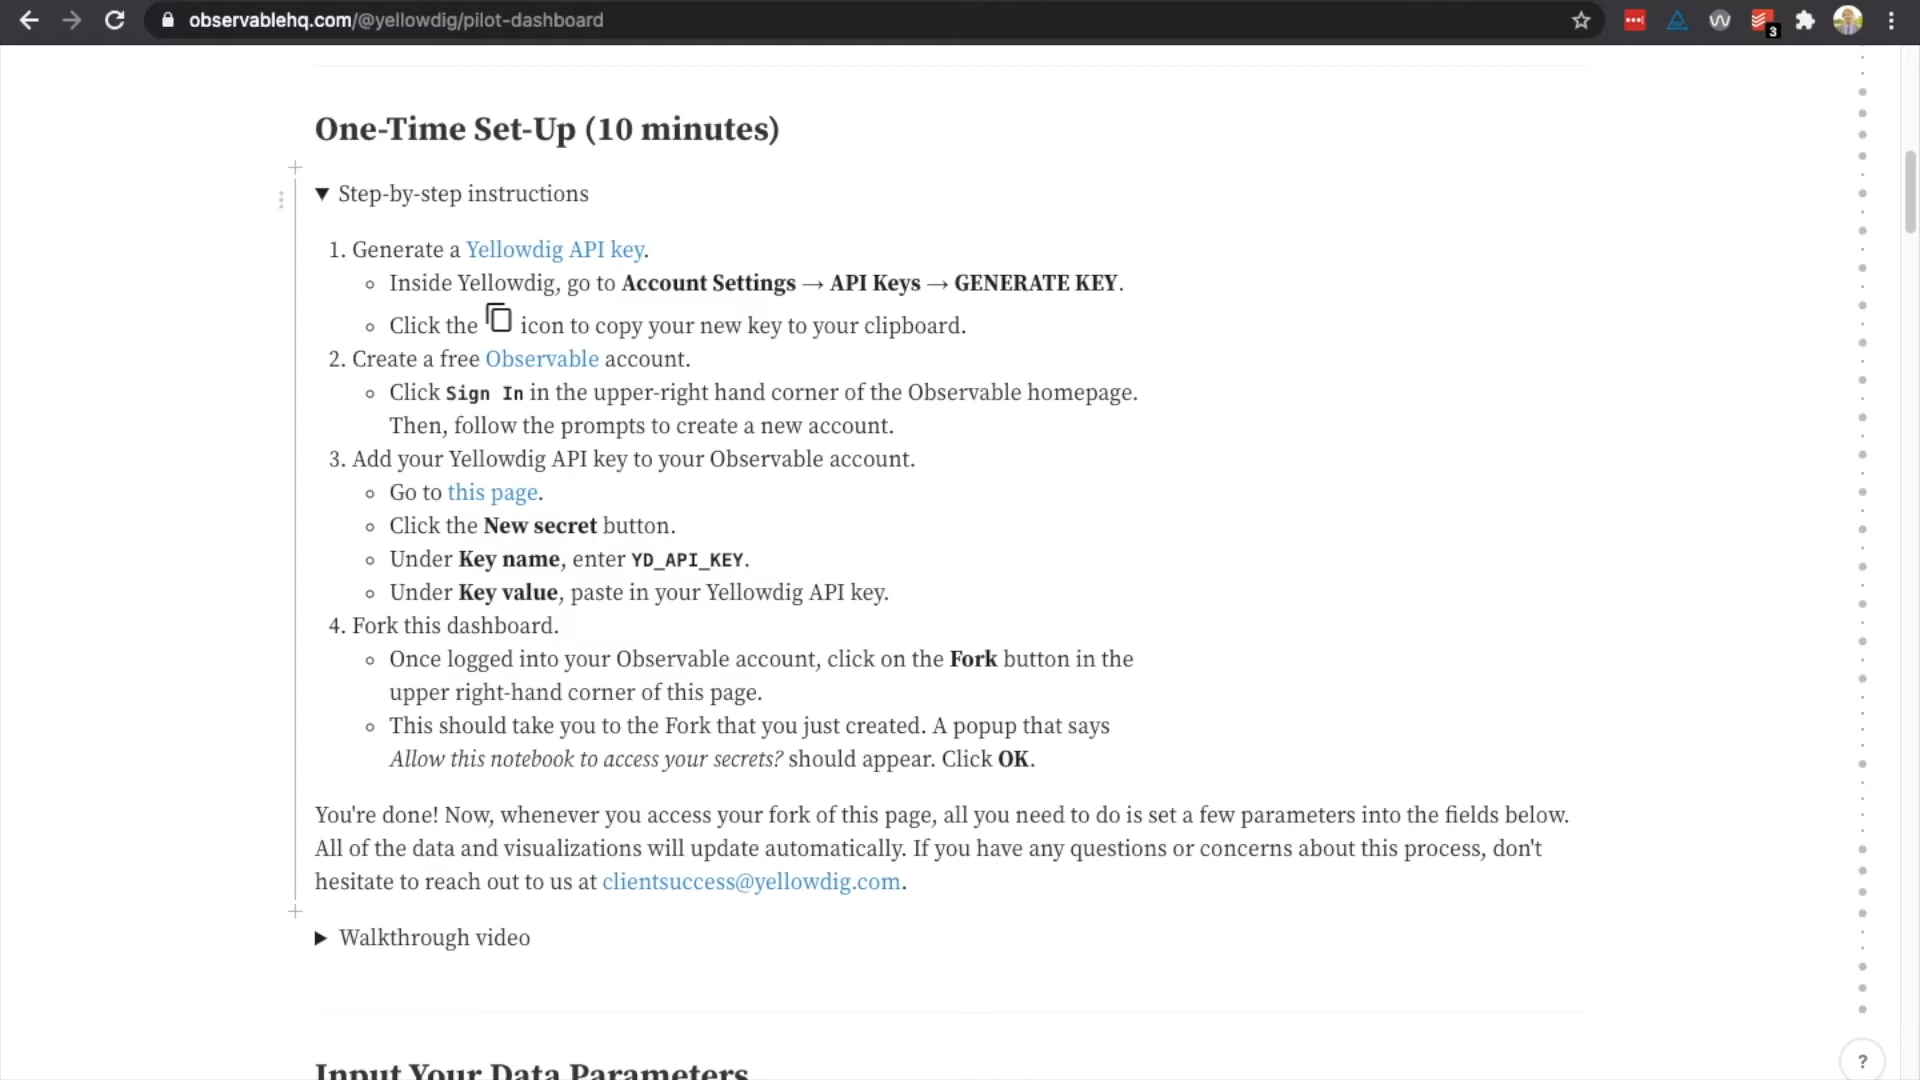 observablehq.com/@yellowdig/pilot-dashboard
3
One-Time Set-Up (10 minutes)
▼ Step-by-step instructions
1. Generate a Yellowdig API key.
Inside Yellowdig, go to Account Settings → API Keys → GENERATE KEY.
Click the icon to copy your new key to your clipboard.
2. Create a free Observable account.
Click Sign In in the upper-right hand corner of the Observable homepage.
Then, follow the prompts to create a new account.
3. Add your Yellowdig API key to your Observable account.
Go to this page.
Click the New secret button.
Under Key name, enter YD_API_KEY.
Under Key value, paste in your Yellowdig API key.
4. Fork this dashboard.
Once logged into your Observable account, click on the Fork button in the
upper right-hand corner of this page.
This should take you to the Fork that you just created. A popup that says
Allow this notebook to access your secrets? should appear. Click OK.
You're done! Now, whenever you access your fork of this page, all you need to do is set a few parameters into the fields below.
All of the data and visualizations will update automatically. If you have any questions or concerns about this process, don't
hesitate to reach out to us at clientsuccess@yellowdig.com.
▶ Walkthrough video
Input Your Data Parameters
?